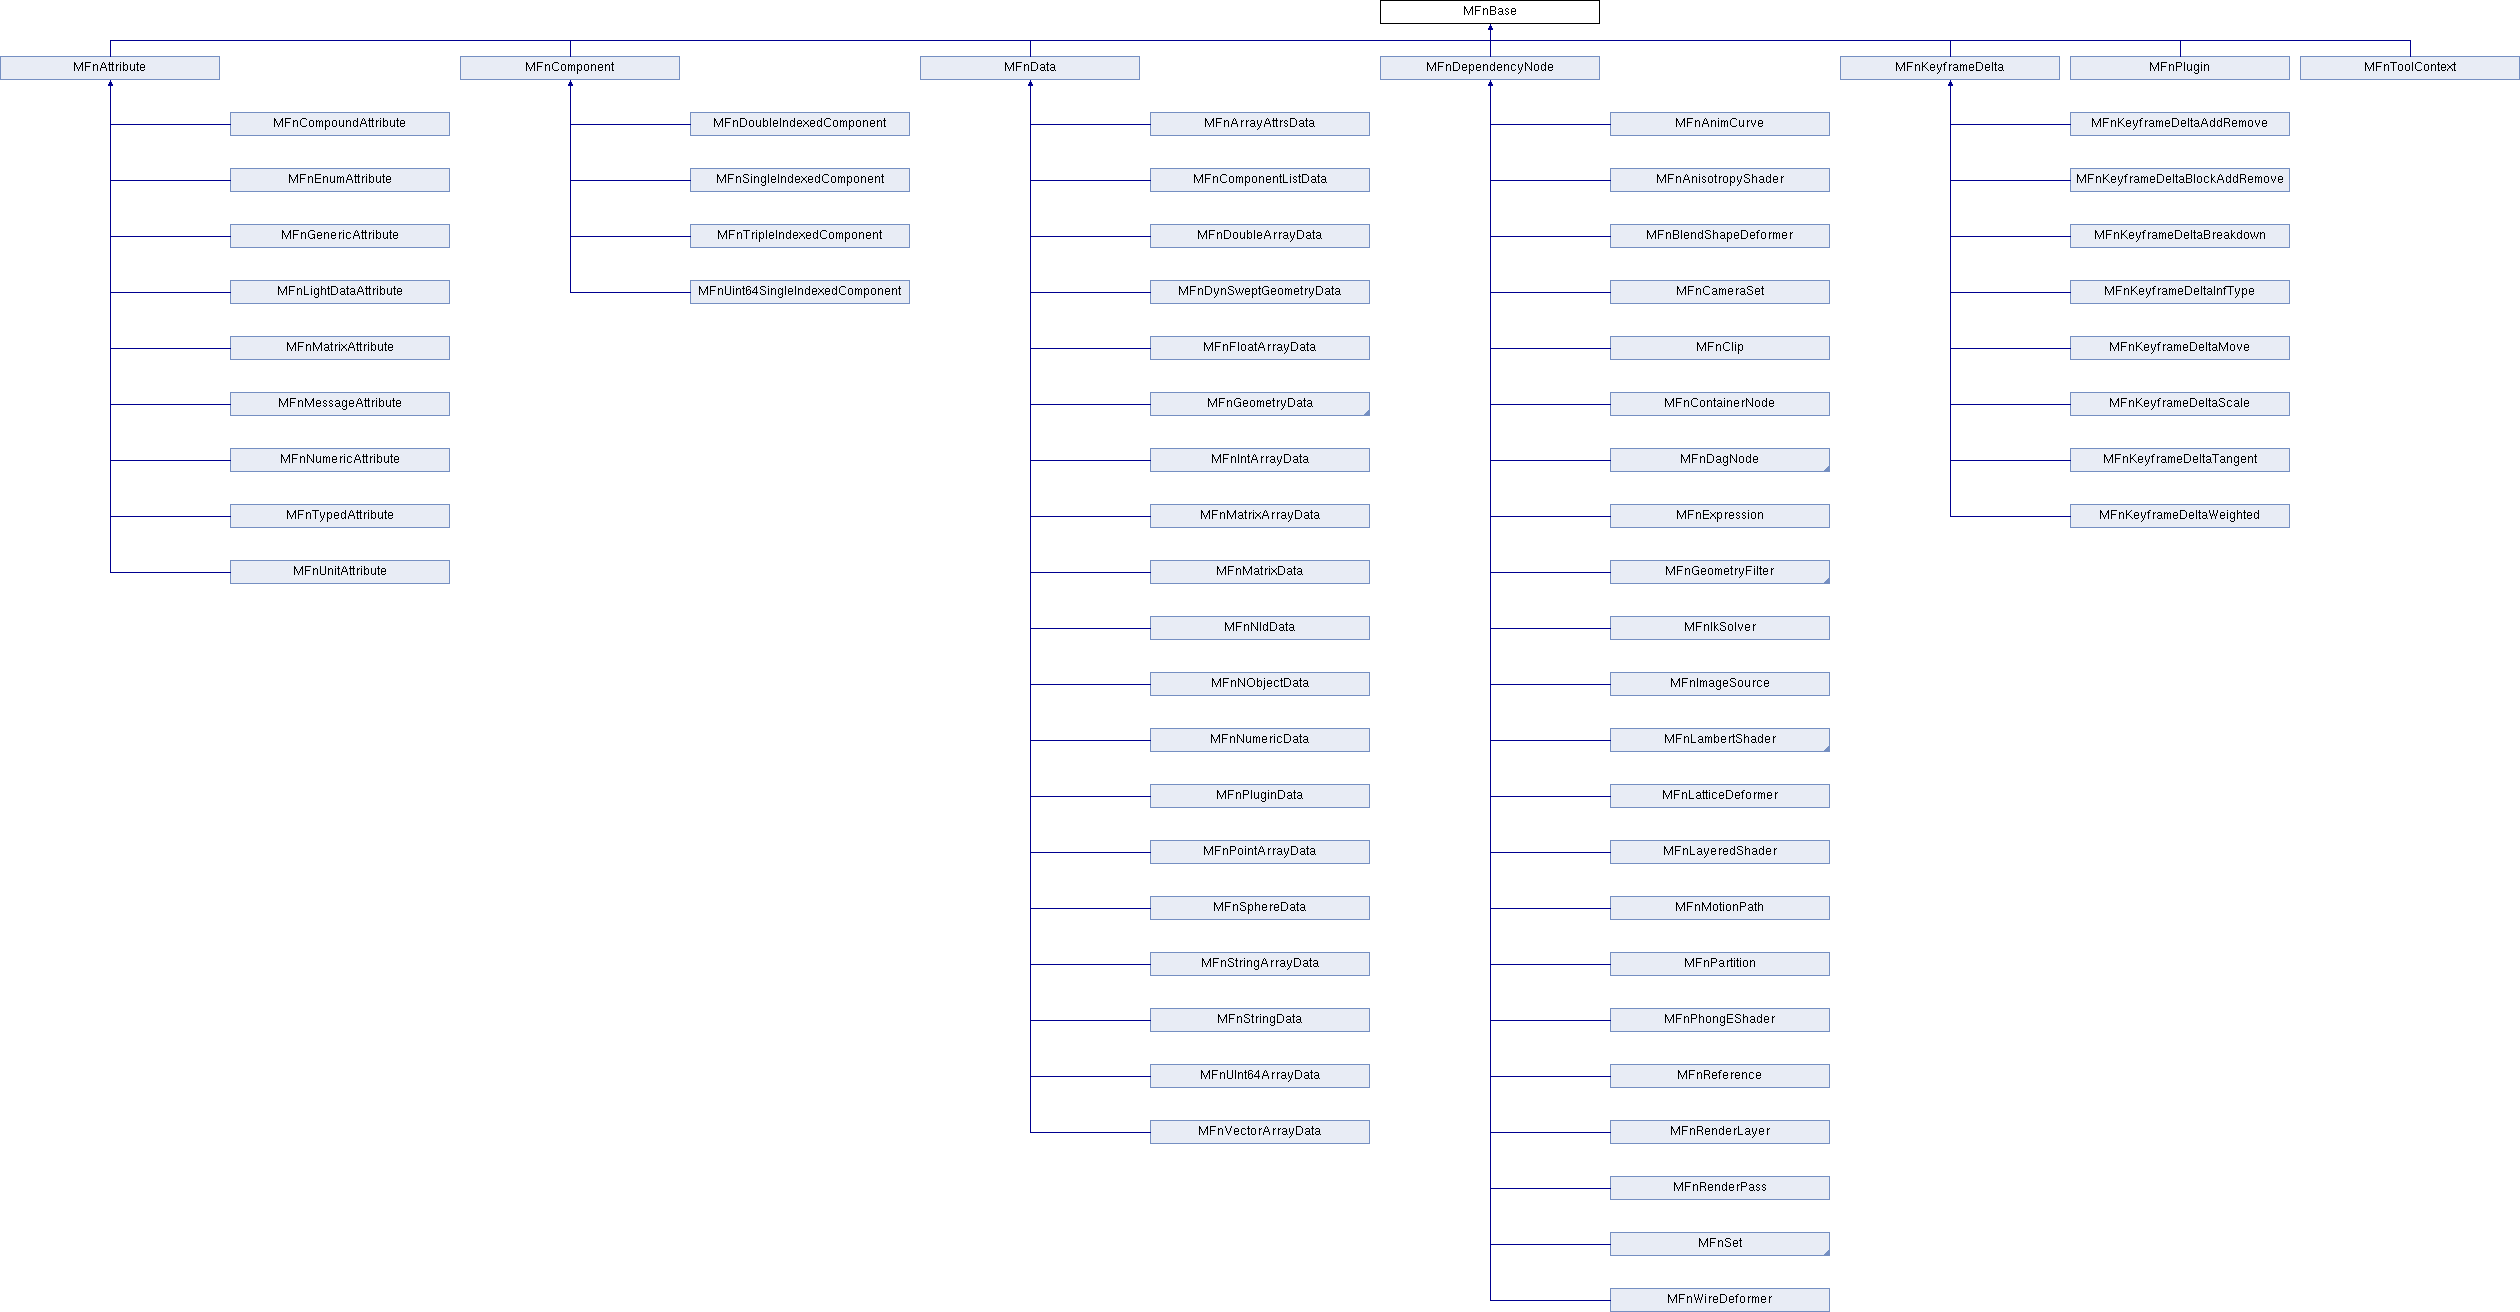 MFnBase
MFnAttribute
MFnComponent
MFnData
MFnDependencyNode
MFnKeyframeDelta
MFnPlugin
MFnToolContext
MFnCompoundAttribute
MFnEnumAttribute
MFnGenericAttribute
MFnLightDataAttribute
MFnMatrixAttribute
MFnMessageAttribute
MFnNumericAttribute
MFnTypedAttribute
MFnUnitAttribute
MFnDoubleIndexedComponent
MFnSingleIndexedComponent
MFnTripleIndexedComponent
MFnUint64SingleIndexedComponent
MFnArrayAttrsData
MFnComponentListData
MFnDoubleArrayData
MFnDynSweptGeometryData
MFnFloatArrayData
MFnGeometryData
MFnIntArrayData
MFnMatrixArrayData
MFnMatrixData
MFnNIdData
MFnNObjectData
MFnNumericData
MFnPluginData
MFnPointArrayData
MFnSphereData
MFnStringArrayData
MFnStringData
MFnUInt64ArrayData
MFnVectorArrayData
MFnAnimCurve
MFnAnisotropyShader
MFnBlendShapeDeformer
MFnCameraSet
MFnClip
MFnContainerNode
MFnDagNode
MFnExpression
MFnGeometryFilter
MFnIkSolver
MFnImageSource
MFnLambertShader
MFnLatticeDeformer
MFnLayeredShader
MFnMotionPath
MFnPartition
MFnPhongEShader
MFnReference
MFnRenderLayer
MFnRenderPass
MFnSet
MFnWireDeformer
MFnKeyframeDeltaAddRemove
MFnKeyframeDeltaBlockAddRemove
MFnKeyframeDeltaBreakdown
MFnKeyframeDeltaInfType
MFnKeyframeDeltaMove
MFnKeyframeDeltaScale
MFnKeyframeDeltaTangent
MFnKeyframeDeltaWeighted